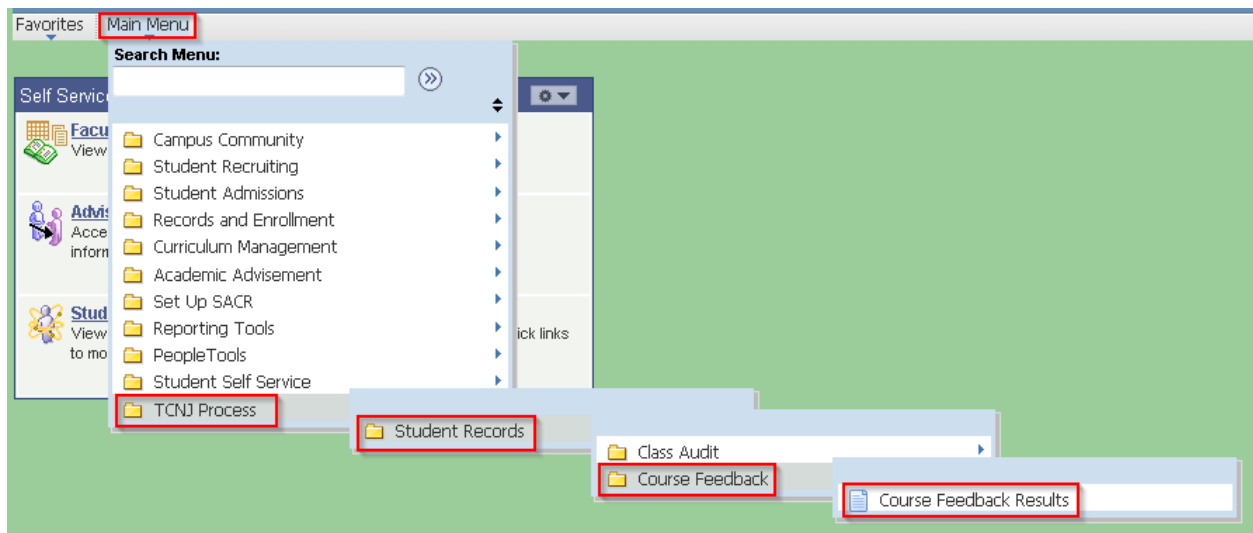 Favorites
Main Menu
Search Menu:
Self Servic
Facu
View
Campus Community
Student Recruiting
Student Admissions
Advis
Records and Enrollment
Acce
Curriculum Management
inforn
Academic Advisement
Set Up SACR
Stud
Reporting Tools
View
ick links
to mo
PeopleTools
Student Self Service
TCNJ Process
Student Records
Class Audit
Course Feedback
Course Feedback Results